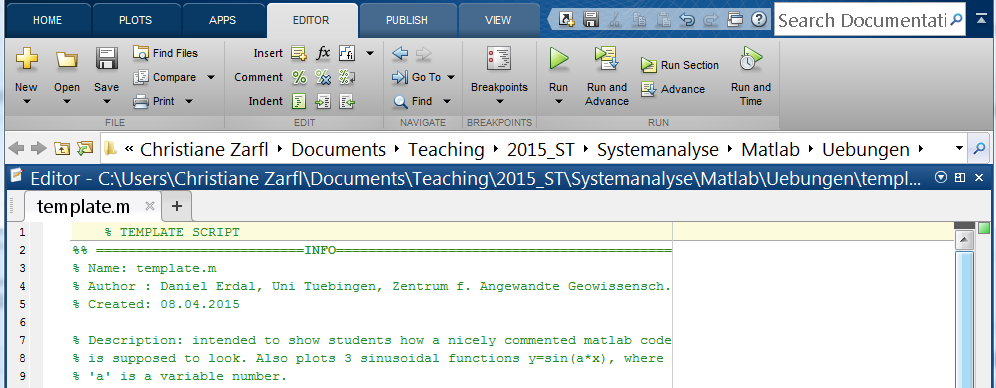 HOME PLOTS APPS EDITOR PUBLISH VIEW Search Documentati
New Open Save Find Files Compare Print Insert fx fi Comment % Indent Go To Find Breakpoints Run Run and Advance Run Section Advance Run and Time
FILE EDIT NAVIGATE BREAKPOINTS RUN
« Christiane Zarfl Documents Teaching 2015_ST Systemanalyse Matlab Uebungen
Editor - C:\Users\Christiane Zarfl\Documents\Teaching\2015_ST\Systemanalyse\Matlab\Uebungen\templ...
template.m × +
1 % TEMPLATE SCRIPT
2 %% ==========================INFO==========================================
3 % Name: template.m
4 % Author : Daniel Erdal, Uni Tuebingen, Zentrum f. Angewandte Geowissensch.
5 % Created: 08.04.2015
6
7 % Description: intended to show students how a nicely commented matlab code
8 % is supposed to look. Also plots 3 sinusoidal functions y=sin(a*x), where
9 % 'a' is a variable number.